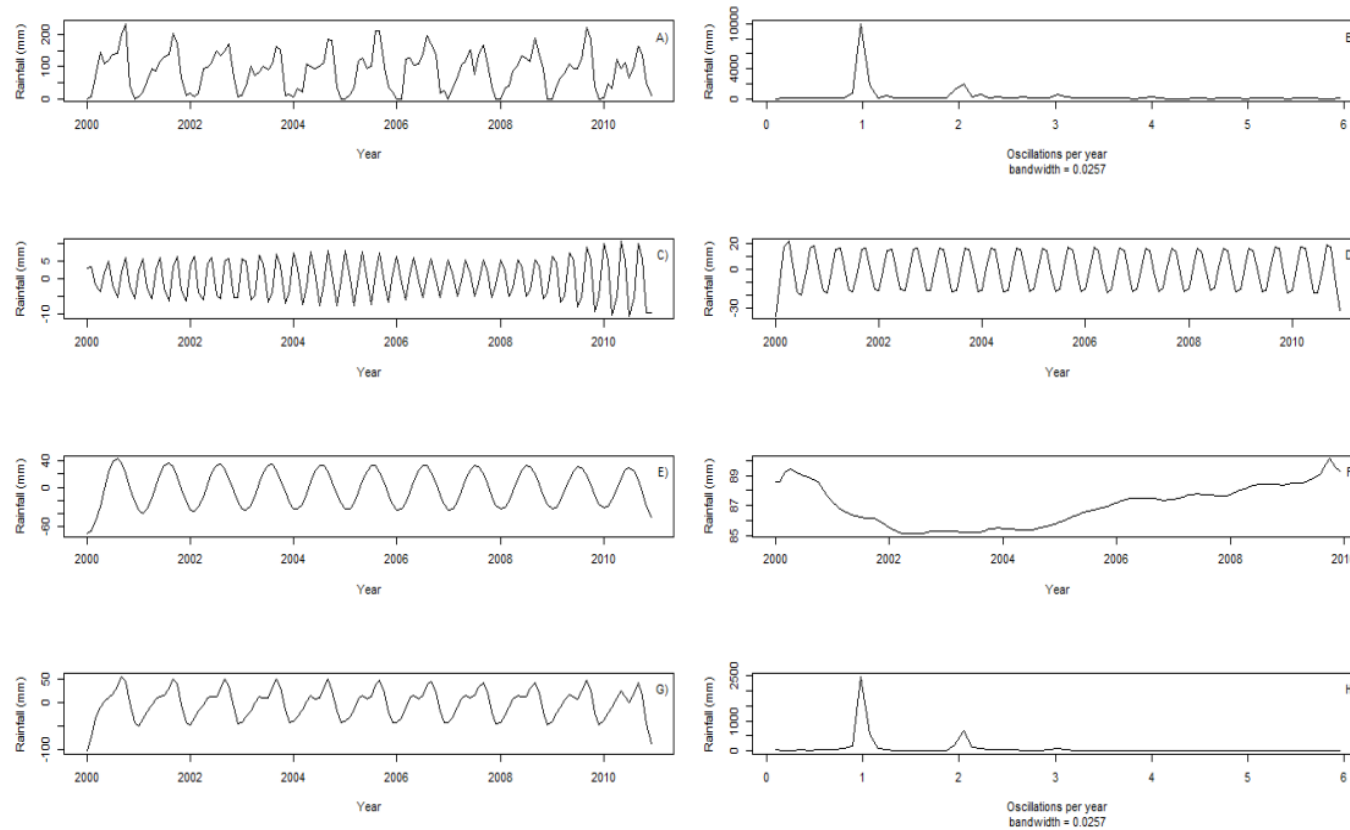 Rainfall (mm)
0 100 200
A)
2000 2002 2004 2006 2008 2010
Year
Rainfall (mm)
0 4000 10000
0 1 2 3 4 5 6
Oscillations per year
bandwidth = 0.0257
Rainfall (mm)
-10 0 5
C)
2000 2002 2004 2006 2008 2010
Year
Rainfall (mm)
-30 0 20
D
2000 2002 2004 2006 2008 2010
Year
Rainfall (mm)
-60 0 40
E)
2000 2002 2004 2006 2008 2010
Year
Rainfall (mm)
85 87 89
F
2000 2002 2004 2006 2008
Year
Rainfall (mm)
-100 0 50
G)
2000 2002 2004 2006 2008 2010
Year
Rainfall (mm)
0 1000 2500
H
0 1 2 3 4 5 6
Oscillations per year
bandwidth = 0.0257